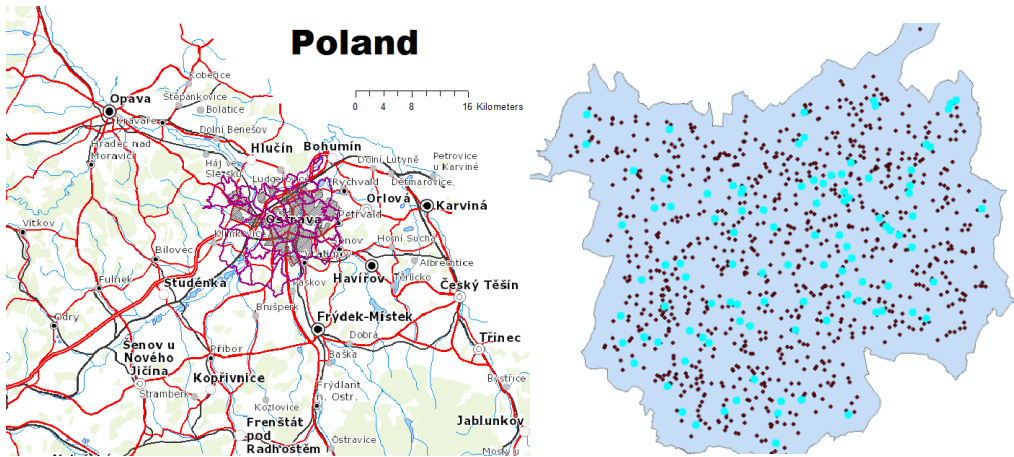 Poland
0 4 8 16 Kilometers
Kobeřice
Opava
Štěpánkovice
Bolatice
Kravaře
Dolní Benešov
Hradec nad
Moravicí
Hlučín
Bohumín
Háj ve
Slezsku
Dolní Lutyně
Petrovice
u Karviné
Rychvald
Dětmarovice
Orlová
Karviná
Petřvald
Ostrava
Vítkov
Klimkovice
Bílovec
Šenov
Horní Suchá
Albrechtice
Havířov
Těrlicko
Fulnek
Studénka
Paskov
Český Těšín
Brušperk
Odry
Frýdek-Místek
Dobrá
Třinec
Šenov u
Nového
Jičína
Příbor
Baška
Kopřivnice
Štramberk
Frýdlant
n. Ostr.
Bystřice
Kozlovice
Jablunkov
Frenštát
pod
Radhoštěm
Ostravice